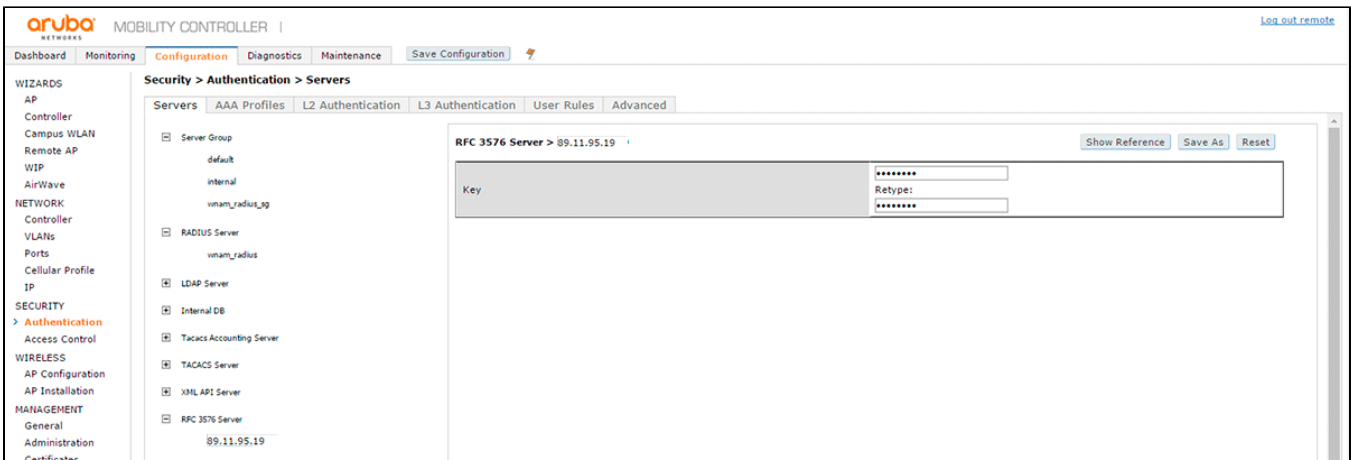 aruba
NETWORKS
MOBILITY CONTROLLER |
Log out remote
Dashboard Monitoring Configuration Diagnostics Maintenance Save Configuration
WIZARDS
AP
Controller
Campus WLAN
Remote AP
WIP
AirWave
NETWORK
Controller
VLANs
Ports
Cellular Profile
IP
SECURITY
> Authentication
Access Control
WIRELESS
AP Configuration
AP Installation
MANAGEMENT
General
Administration
Certificates
Security > Authentication > Servers
Servers AAA Profiles L2 Authentication L3 Authentication User Rules Advanced
Server Group
default
internal
wnam_radius_sg
RADIUS Server
wnam_radius
LDAP Server
Internal DB
Tacacs Accounting Server
TACACS Server
XML API Server
RFC 3576 Server
89.11.95.19
RFC 3576 Server > 89.11.95.19
Show Reference Save As Reset
Key
••••••••
Retype:
••••••••